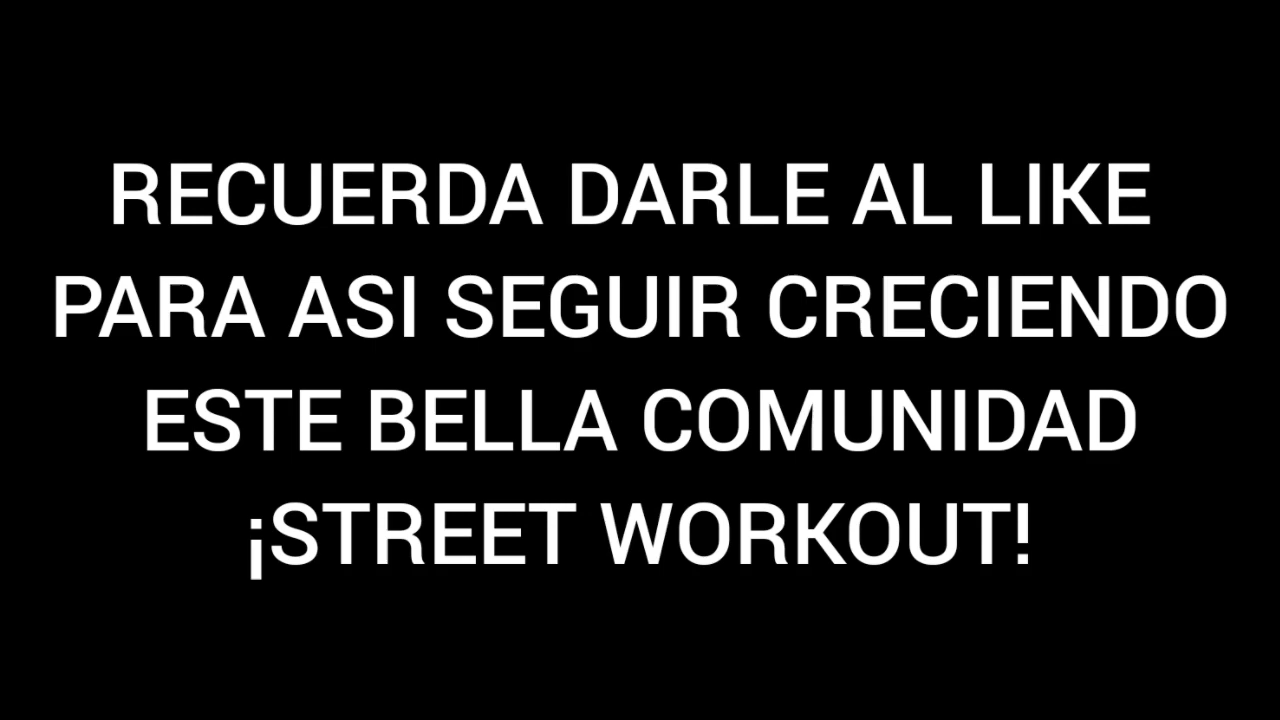 RECUERDA DARLE AL LIKE
PARA ASI SEGUIR CRECIENDO
ESTE BELLA COMUNIDAD
¡STREET WORKOUT!